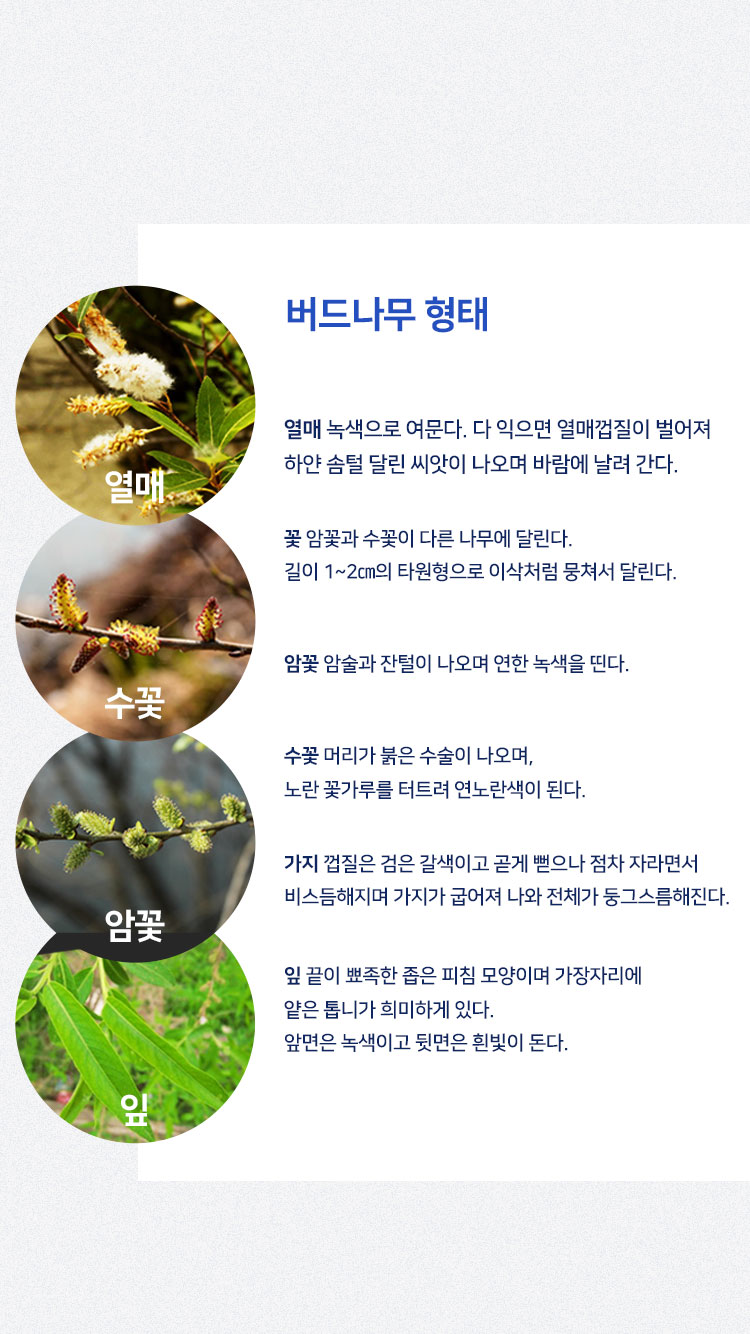 버드나무 형태
열매 녹색으로 여문다. 다 익으면 열매껍질이 벌어져
하얀 솜털 달린 씨앗이 나오며 바람에 날려 간다.
열매
꽃 암꽃과 수꽃이 다른 나무에 달린다.
길이 1~2㎝의 타원형으로 이삭처럼 뭉쳐서 달린다.
암꽃 암술과 잔털이 나오며 연한 녹색을 띤다.
수꽃
수꽃 머리가 붉은 수술이 나오며,
노란 꽃가루를 터트려 연노란색이 된다.
가지 껍질은 검은 갈색이고 곧게 뻗으나 점차 자라면서
비스듬해지며 가지가 굽어져 나와 전체가 둥그스름해진다.
암꽃
잎 끝이 뾰족한 좁은 피침 모양이며 가장자리에
얕은 톱니가 희미하게 있다.
앞면은 녹색이고 뒷면은 흰빛이 돈다.
잎